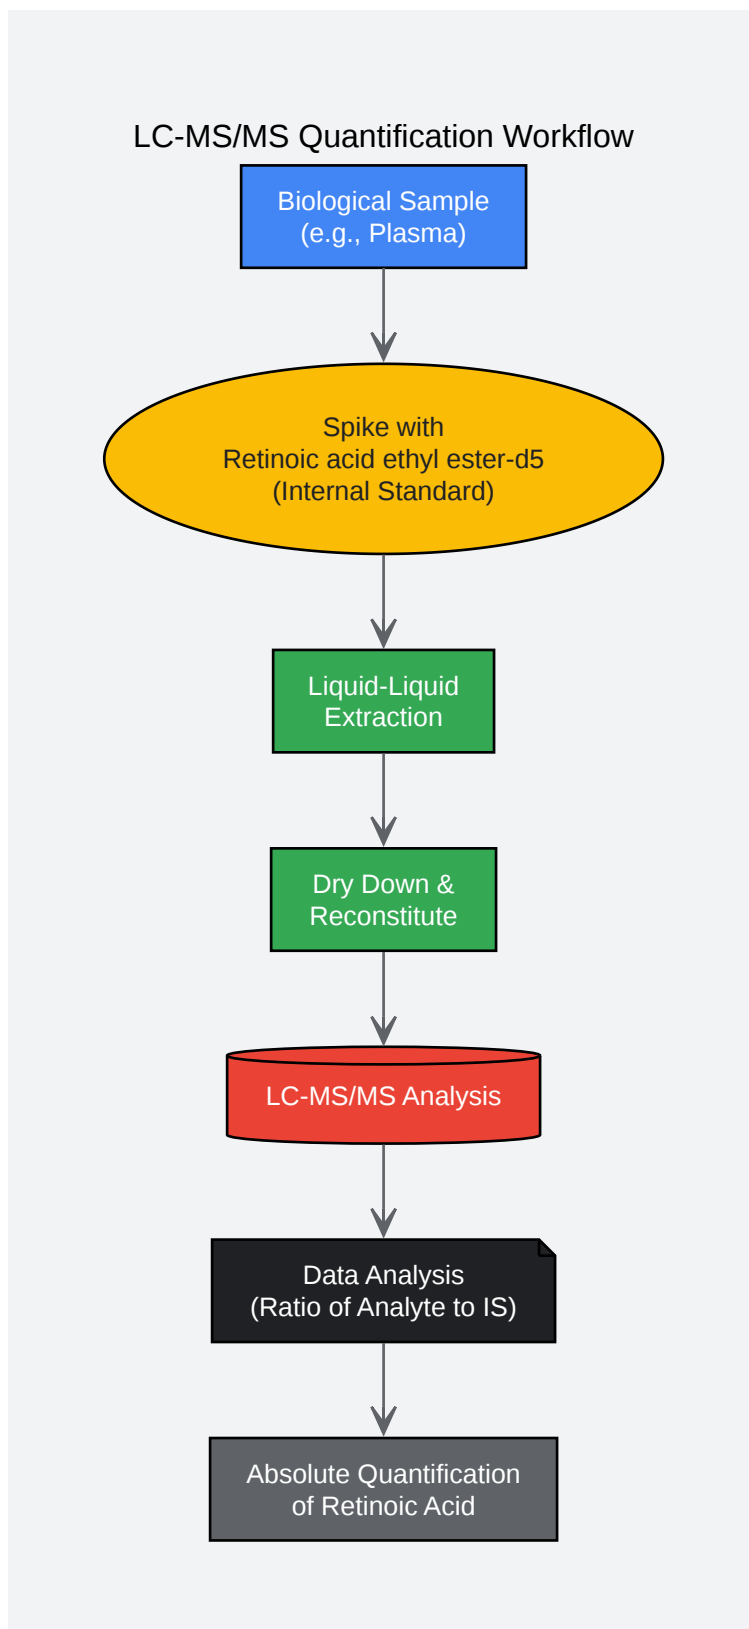 LC-MS/MS Quantification Workflow
Biological Sample
(e.g., Plasma)
Spike with
Retinoic acid ethyl ester-d5
(Internal Standard)
Liquid-Liquid
Extraction
Dry Down &
Reconstitute
LC-MS/MS Analysis
Data Analysis
(Ratio of Analyte to IS)
Absolute Quantification
of Retinoic Acid